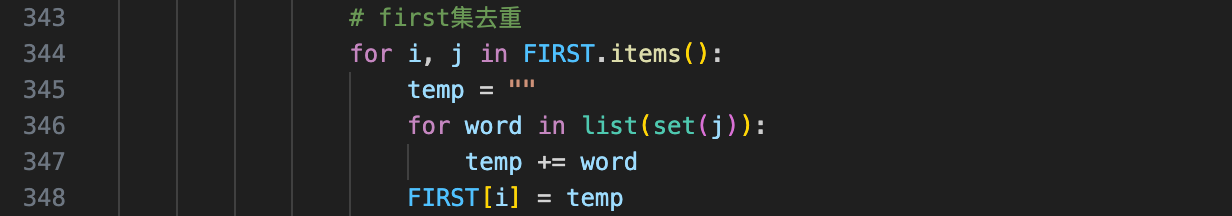 343 # first集去重
344 for i, j in FIRST.items():
345 temp = ""
346 for word in list(set(j)):
347 temp += word
348 FIRST[i] = temp